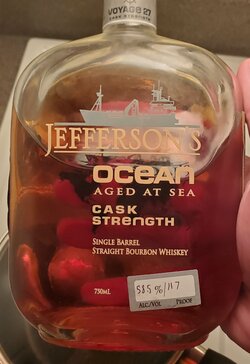 VOYAGE 27
CASK STRENGTH
JEFFERSON'S
OCEAN
AGED AT SEA
CASK
STRENGTH
SINGLE BARREL
STRAIGHT BOURBON WHISKEY
750ML
58.5%/117
ALC/VOL PROOF